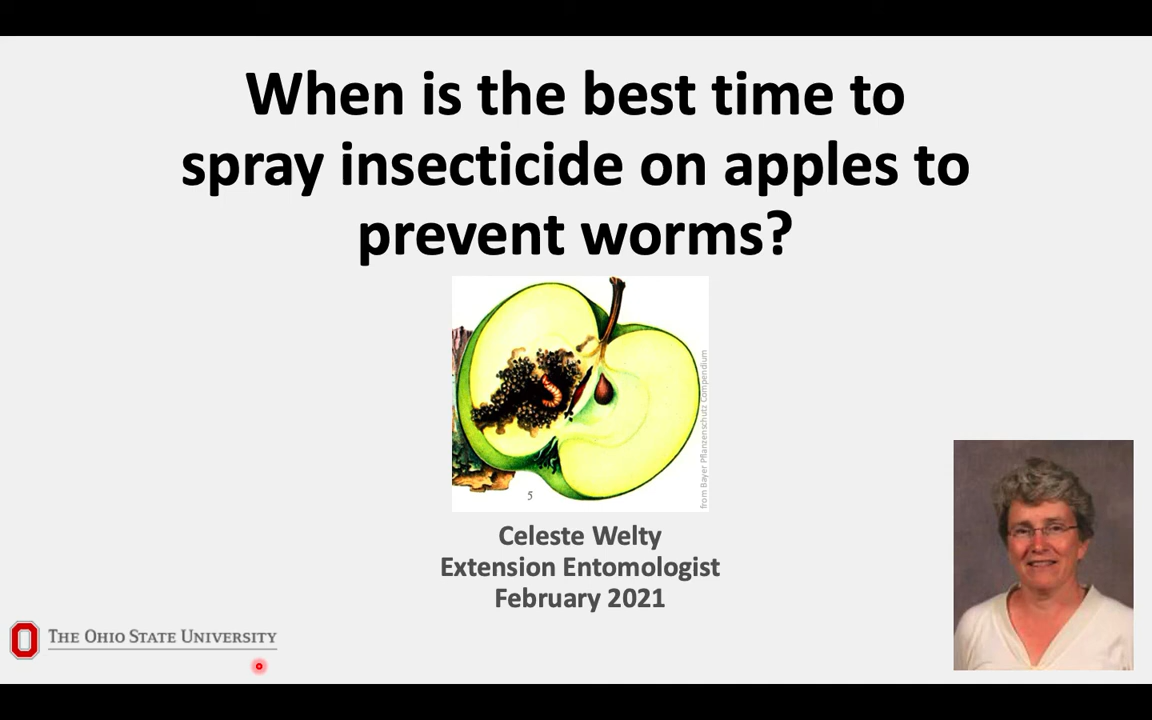 When is the best time to
spray insecticide on apples to
prevent worms?
from Bayer Pflanzenschutz Compendium
5
Celeste Welty
Extension Entomologist
February 2021
THE OHIO STATE UNIVERSITY